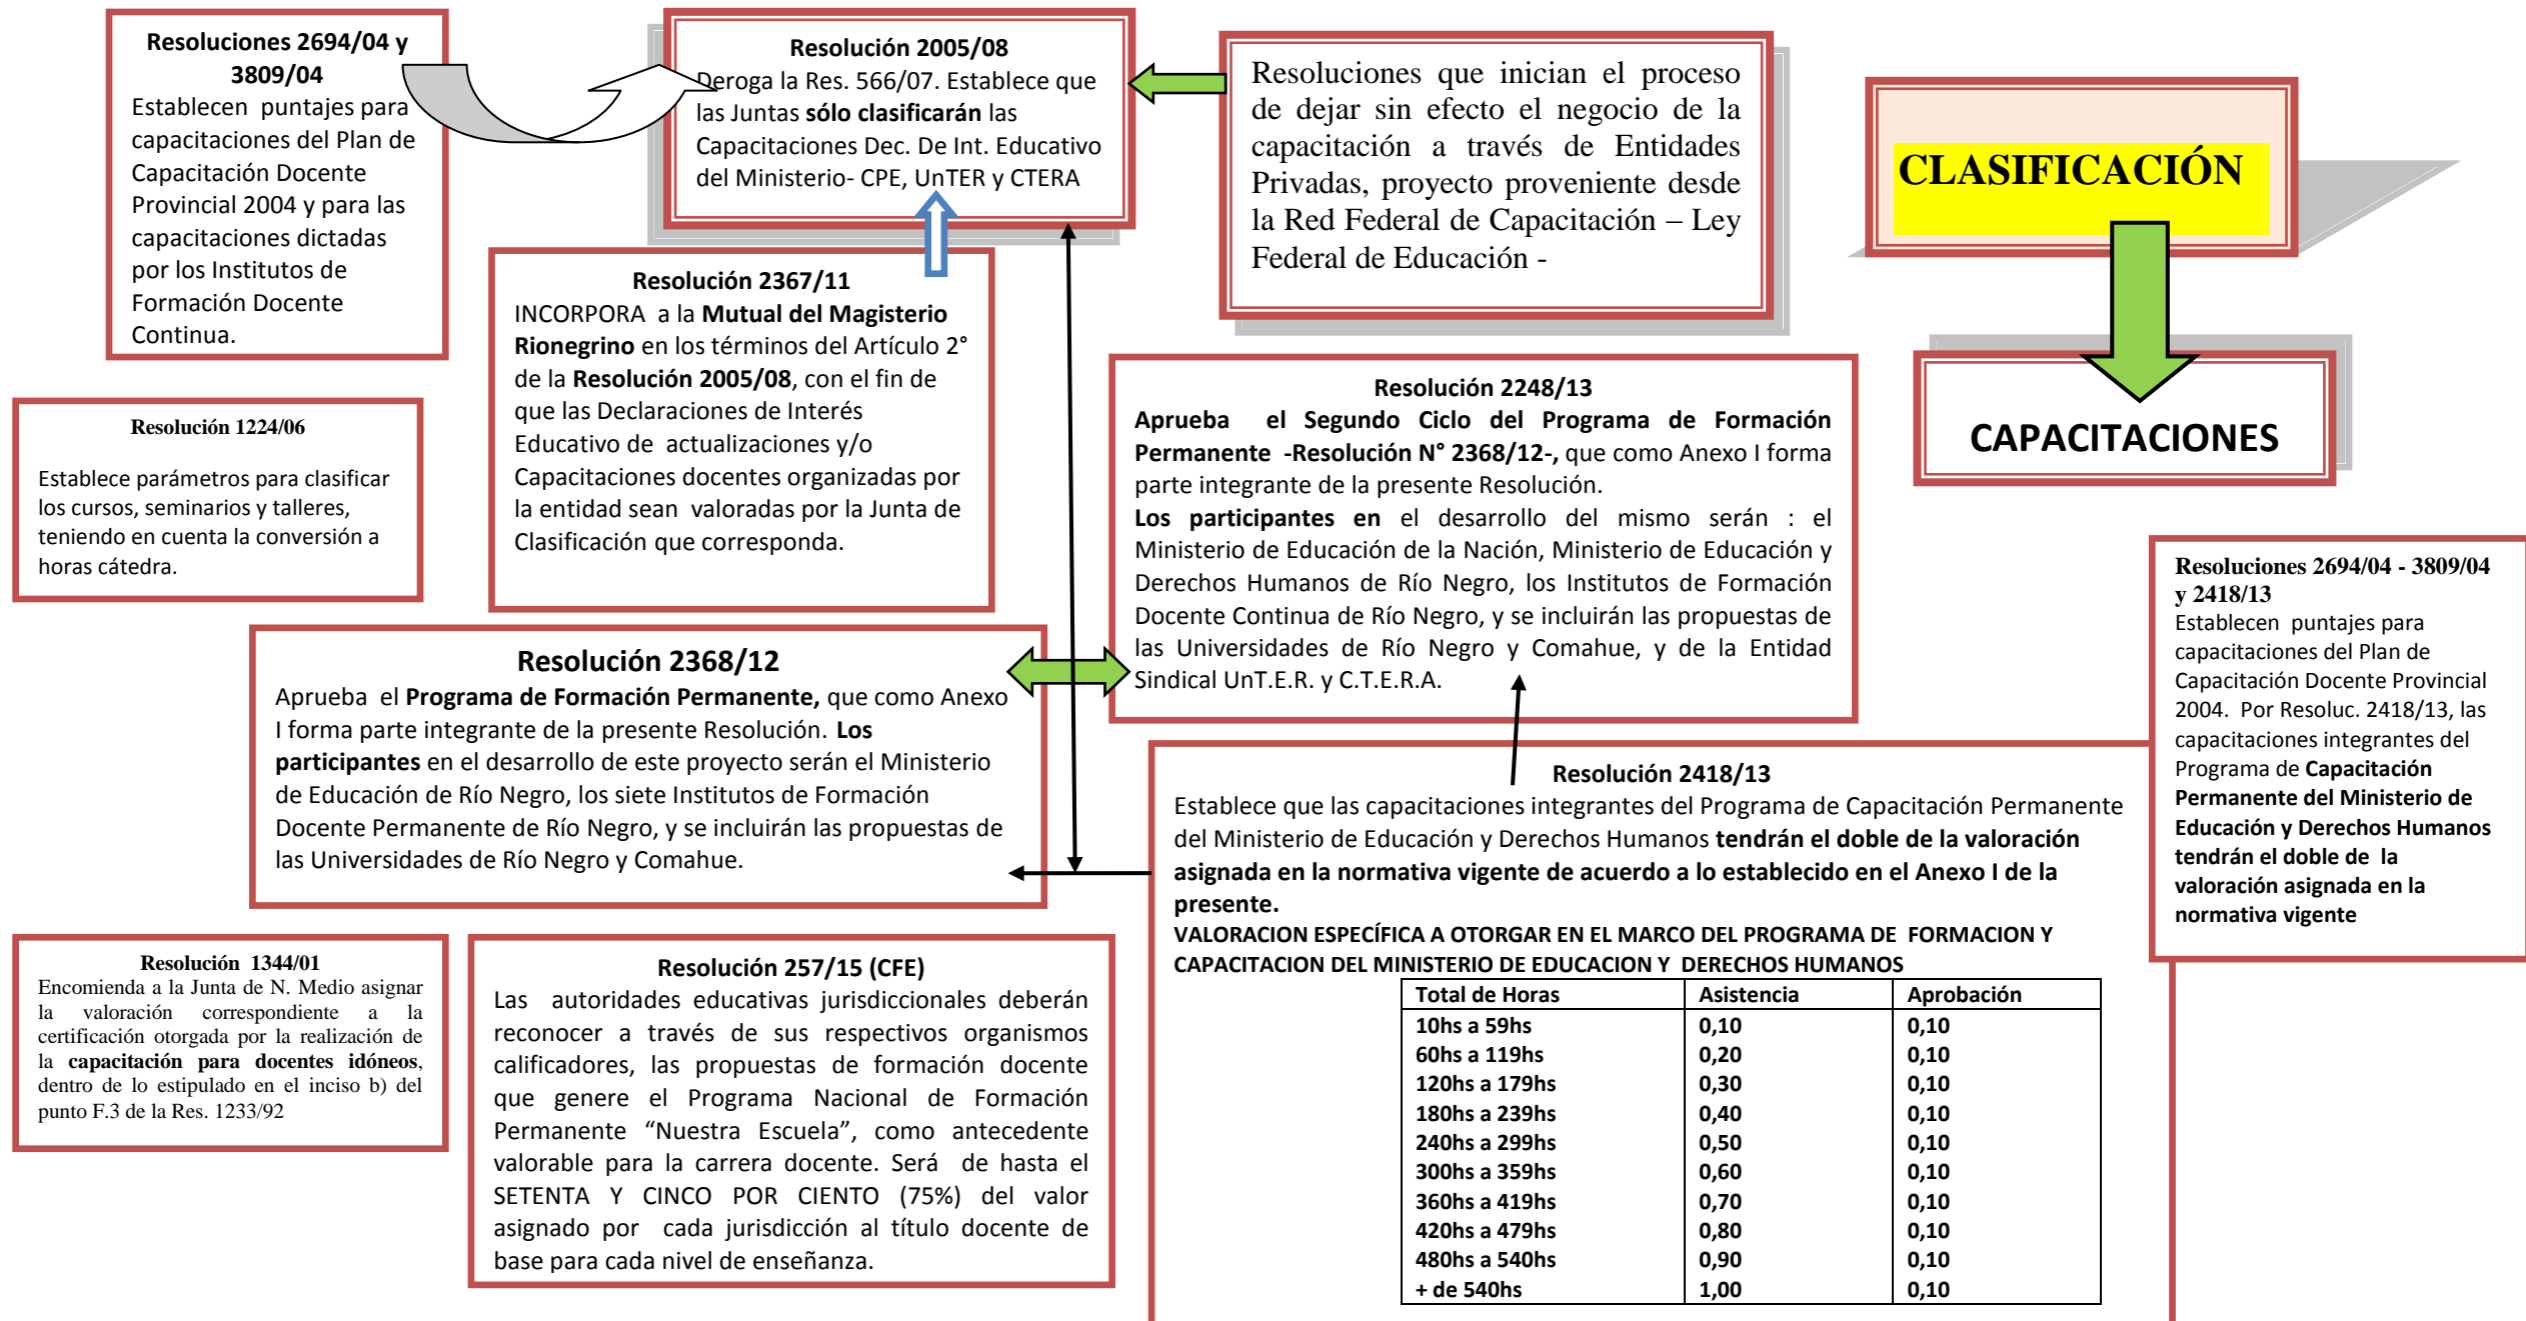 Resoluciones 2694/04 y
3809/04
Establecen puntajes para
capacitaciones del Plan de
Capacitación Docente
Provincial 2004 y para las
capacitaciones dictadas
por los Institutos de
Formación Docente
Continua.
Resolución 2005/08
Deroga la Res. 566/07. Establece que
las Juntas sólo clasificarán las
Capacitaciones Dec. De Int. Educativo
del Ministerio- CPE, UnTER y CTERA
Resoluciones que inician el proceso
de dejar sin efecto el negocio de la
capacitación a través de Entidades
Privadas, proyecto proveniente desde
la Red Federal de Capacitación – Ley
Federal de Educación -
CLASIFICACIÓN
CAPACITACIONES
Resolución 2367/11
INCORPORA a la Mutual del Magisterio
Rionegrino en los términos del Artículo 2°
de la Resolución 2005/08, con el fin de
que las Declaraciones de Interés
Educativo de actualizaciones y/o
Capacitaciones docentes organizadas por
la entidad sean valoradas por la Junta de
Clasificación que corresponda.
Resolución 1224/06
Establece parámetros para clasificar
los cursos, seminarios y talleres,
teniendo en cuenta la conversión a
horas cátedra.
Resolución 2248/13
Aprueba el Segundo Ciclo del Programa de Formación
Permanente -Resolución N° 2368/12-, que como Anexo I forma
parte integrante de la presente Resolución.
Los participantes en el desarrollo del mismo serán : el
Ministerio de Educación de la Nación, Ministerio de Educación y
Derechos Humanos de Río Negro, los Institutos de Formación
Docente Continua de Río Negro, y se incluirán las propuestas de
las Universidades de Río Negro y Comahue, y de la Entidad
Sindical UnT.E.R. y C.T.E.R.A.
Resoluciones 2694/04 - 3809/04
y 2418/13
Establecen puntajes para
capacitaciones del Plan de
Capacitación Docente Provincial
2004. Por Resoluc. 2418/13, las
capacitaciones integrantes del
Programa de Capacitación
Permanente del Ministerio de
Educación y Derechos Humanos
tendrán el doble de la
valoración asignada en la
normativa vigente
Resolución 2368/12
Aprueba el Programa de Formación Permanente, que como Anexo
I forma parte integrante de la presente Resolución. Los
participantes en el desarrollo de este proyecto serán el Ministerio
de Educación de Río Negro, los siete Institutos de Formación
Docente Permanente de Río Negro, y se incluirán las propuestas de
las Universidades de Río Negro y Comahue.
Resolución 2418/13
Establece que las capacitaciones integrantes del Programa de Capacitación Permanente
del Ministerio de Educación y Derechos Humanos tendrán el doble de la valoración
asignada en la normativa vigente de acuerdo a lo establecido en el Anexo I de la
presente.
VALORACION ESPECÍFICA A OTORGAR EN EL MARCO DEL PROGRAMA DE FORMACION Y
CAPACITACION DEL MINISTERIO DE EDUCACION Y DERECHOS HUMANOS
Total de Horas Asistencia Aprobación
10hs a 59hs 0,10 0,10
60hs a 119hs 0,20 0,10
120hs a 179hs 0,30 0,10
180hs a 239hs 0,40 0,10
240hs a 299hs 0,50 0,10
300hs a 359hs 0,60 0,10
360hs a 419hs 0,70 0,10
420hs a 479hs 0,80 0,10
480hs a 540hs 0,90 0,10
+ de 540hs 1,00 0,10
Resolución 1344/01
Encomienda a la Junta de N. Medio asignar
la valoración correspondiente a la
certificación otorgada por la realización de
la capacitación para docentes idóneos,
dentro de lo estipulado en el inciso b) del
punto F.3 de la Res. 1233/92
Resolución 257/15 (CFE)
Las autoridades educativas jurisdiccionales deberán
reconocer a través de sus respectivos organismos
calificadores, las propuestas de formación docente
que genere el Programa Nacional de Formación
Permanente “Nuestra Escuela”, como antecedente
valorable para la carrera docente. Será de hasta el
SETENTA Y CINCO POR CIENTO (75%) del valor
asignado por cada jurisdicción al título docente de
base para cada nivel de enseñanza.